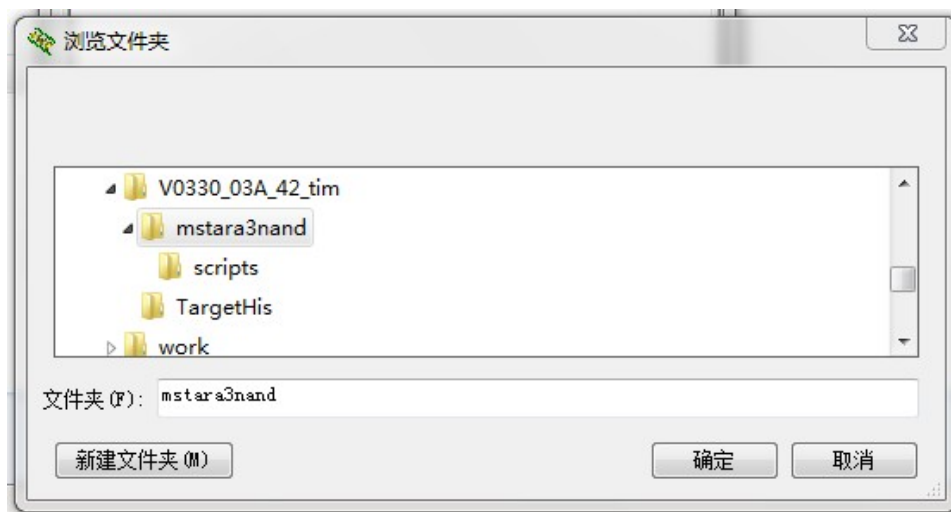 浏览文件夹
V0330_03A_42_tim
mstara3nand
scripts
TargetHis
work
文件夹(F): mstara3nand
新建文件夹(M) 确定 取消